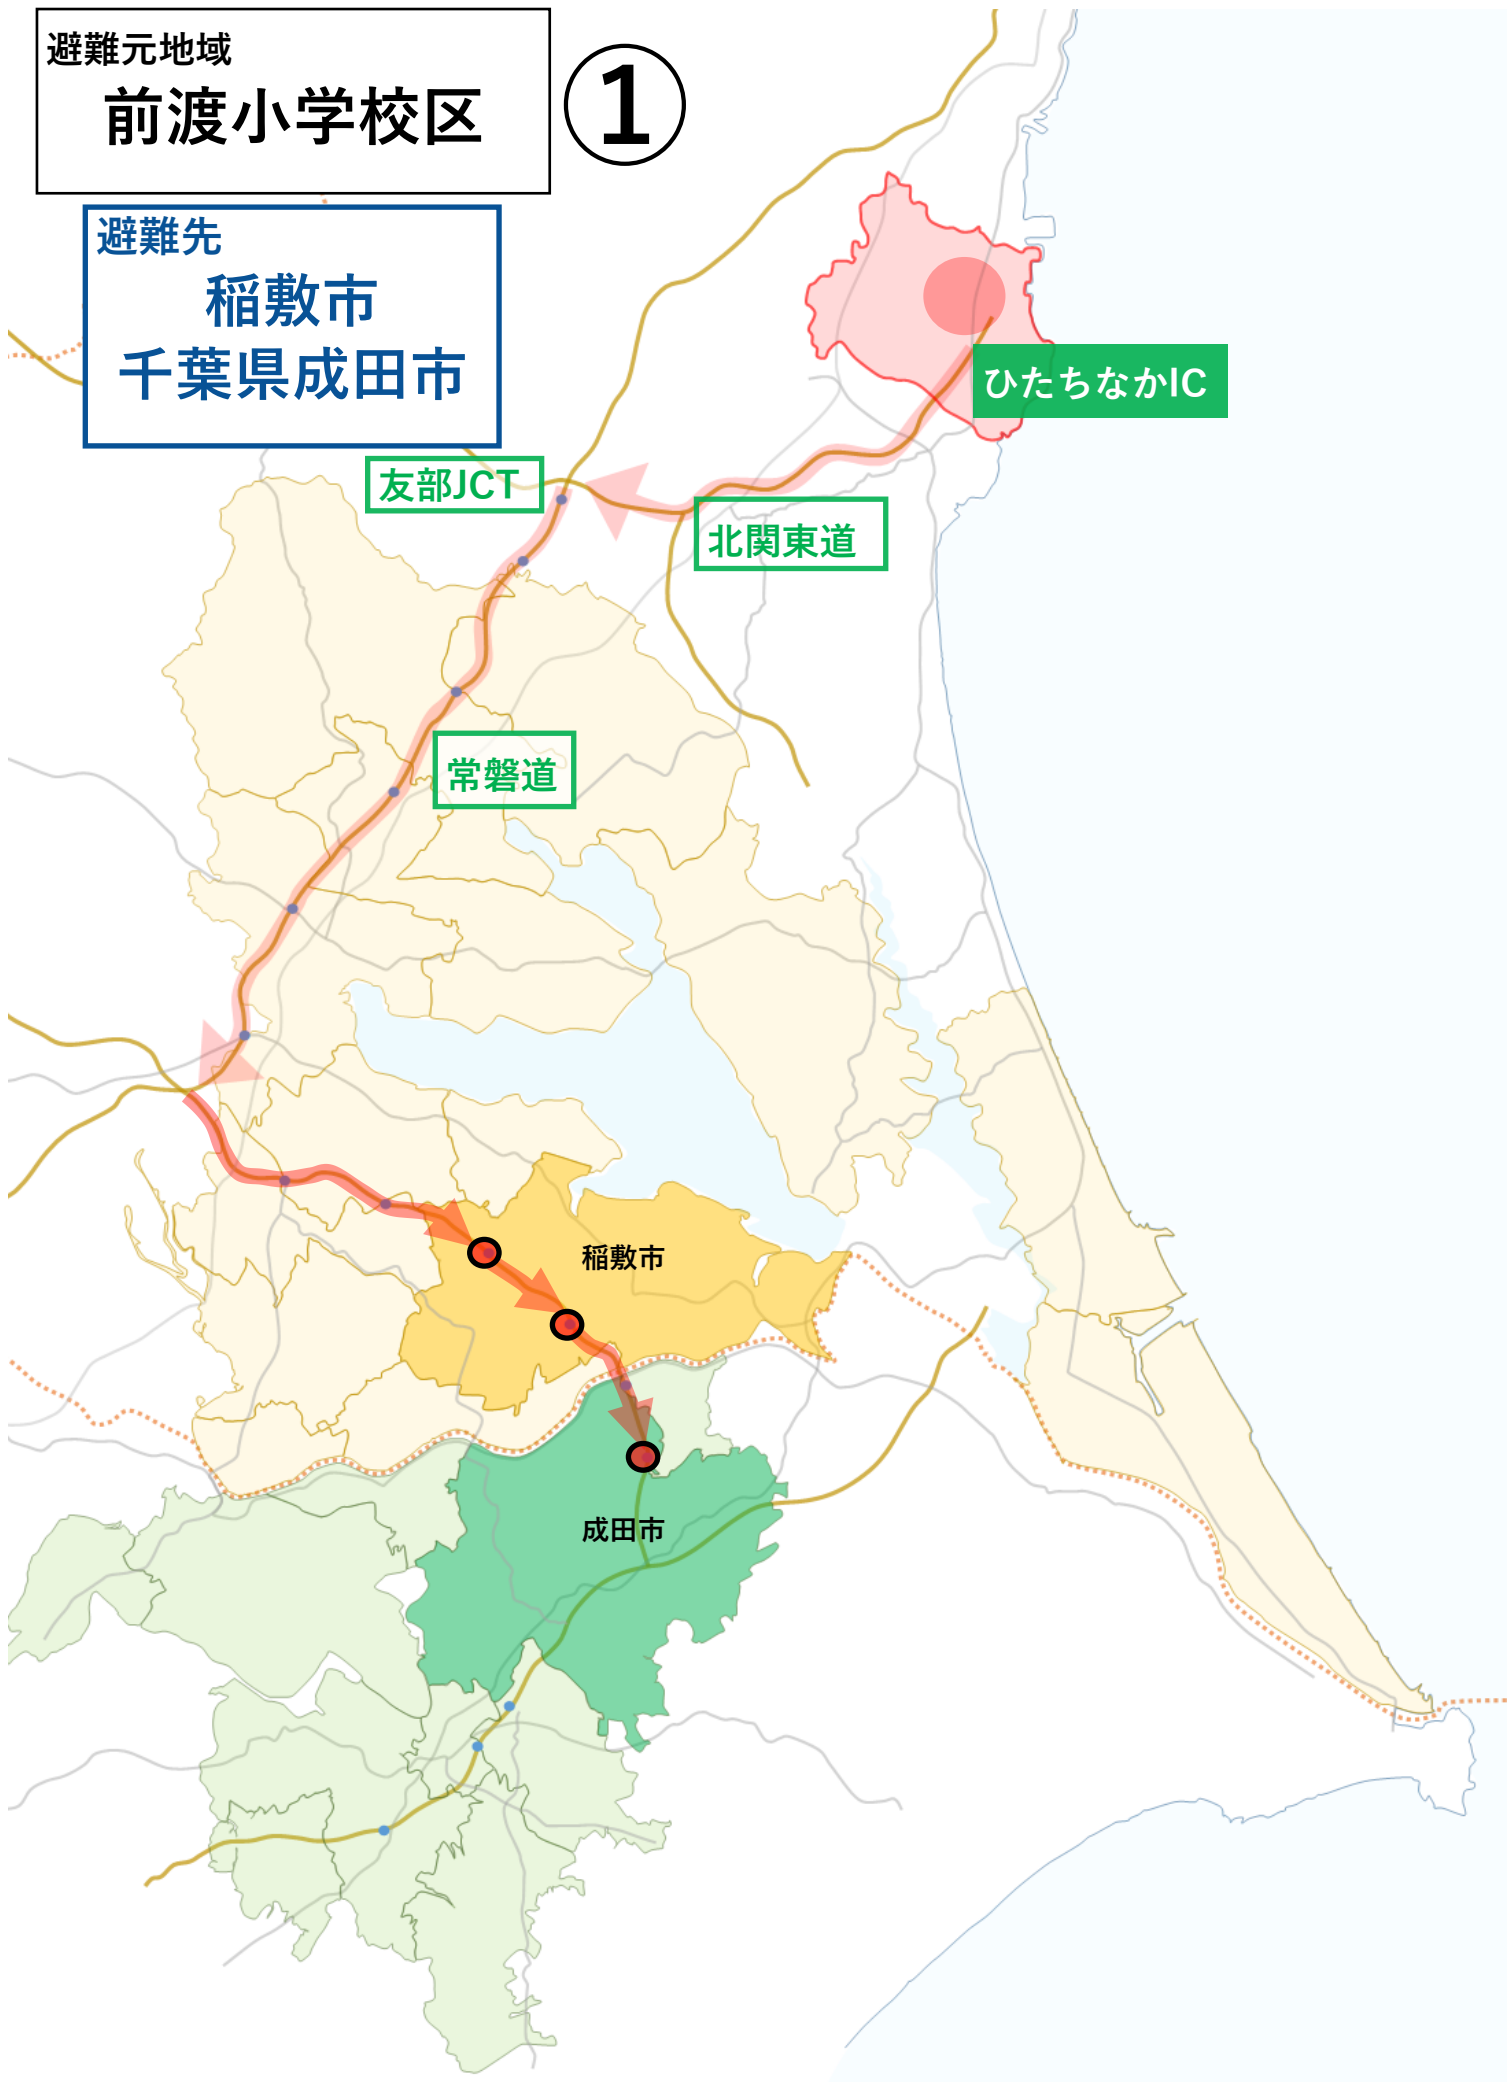 避難元地域
前渡小学校区
①
避難先
稲敷市
千葉県成田市
ひたちなかIC
友部JCT
北関東道
常磐道
稲敷市
成田市